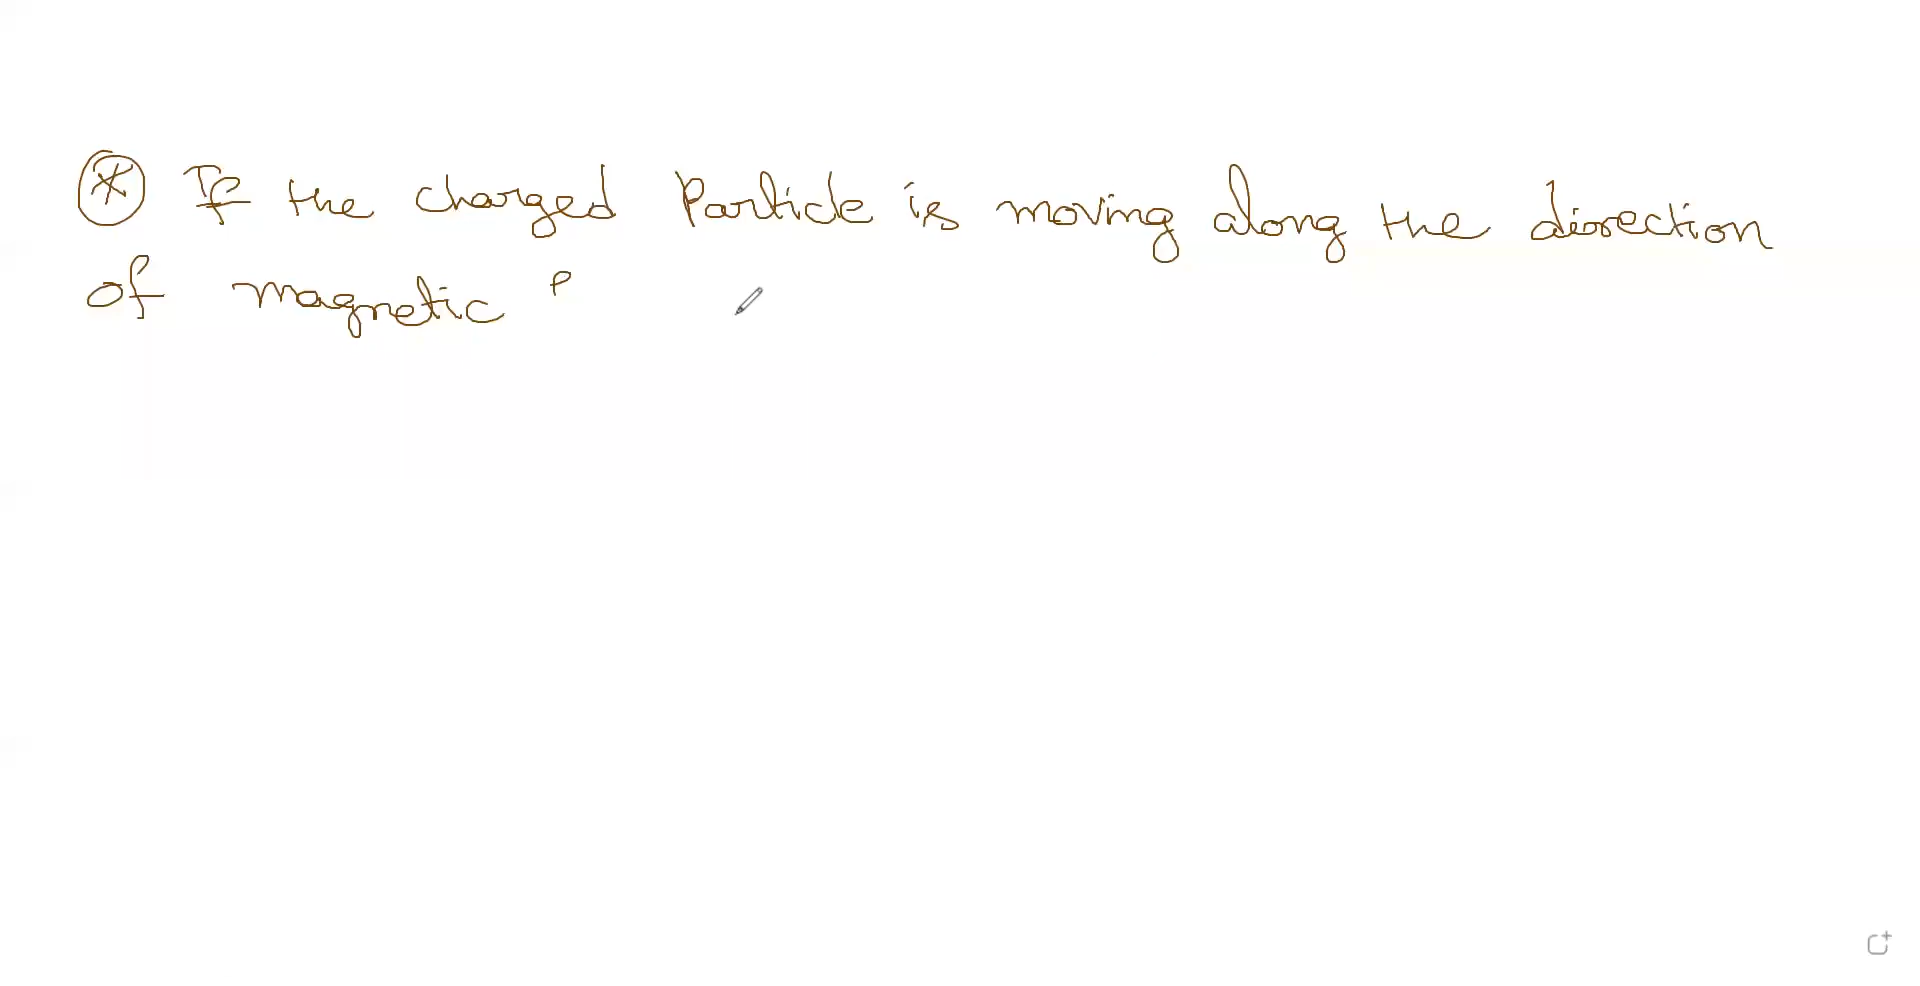 If the charged Particle is moving along the direction
of magnetic